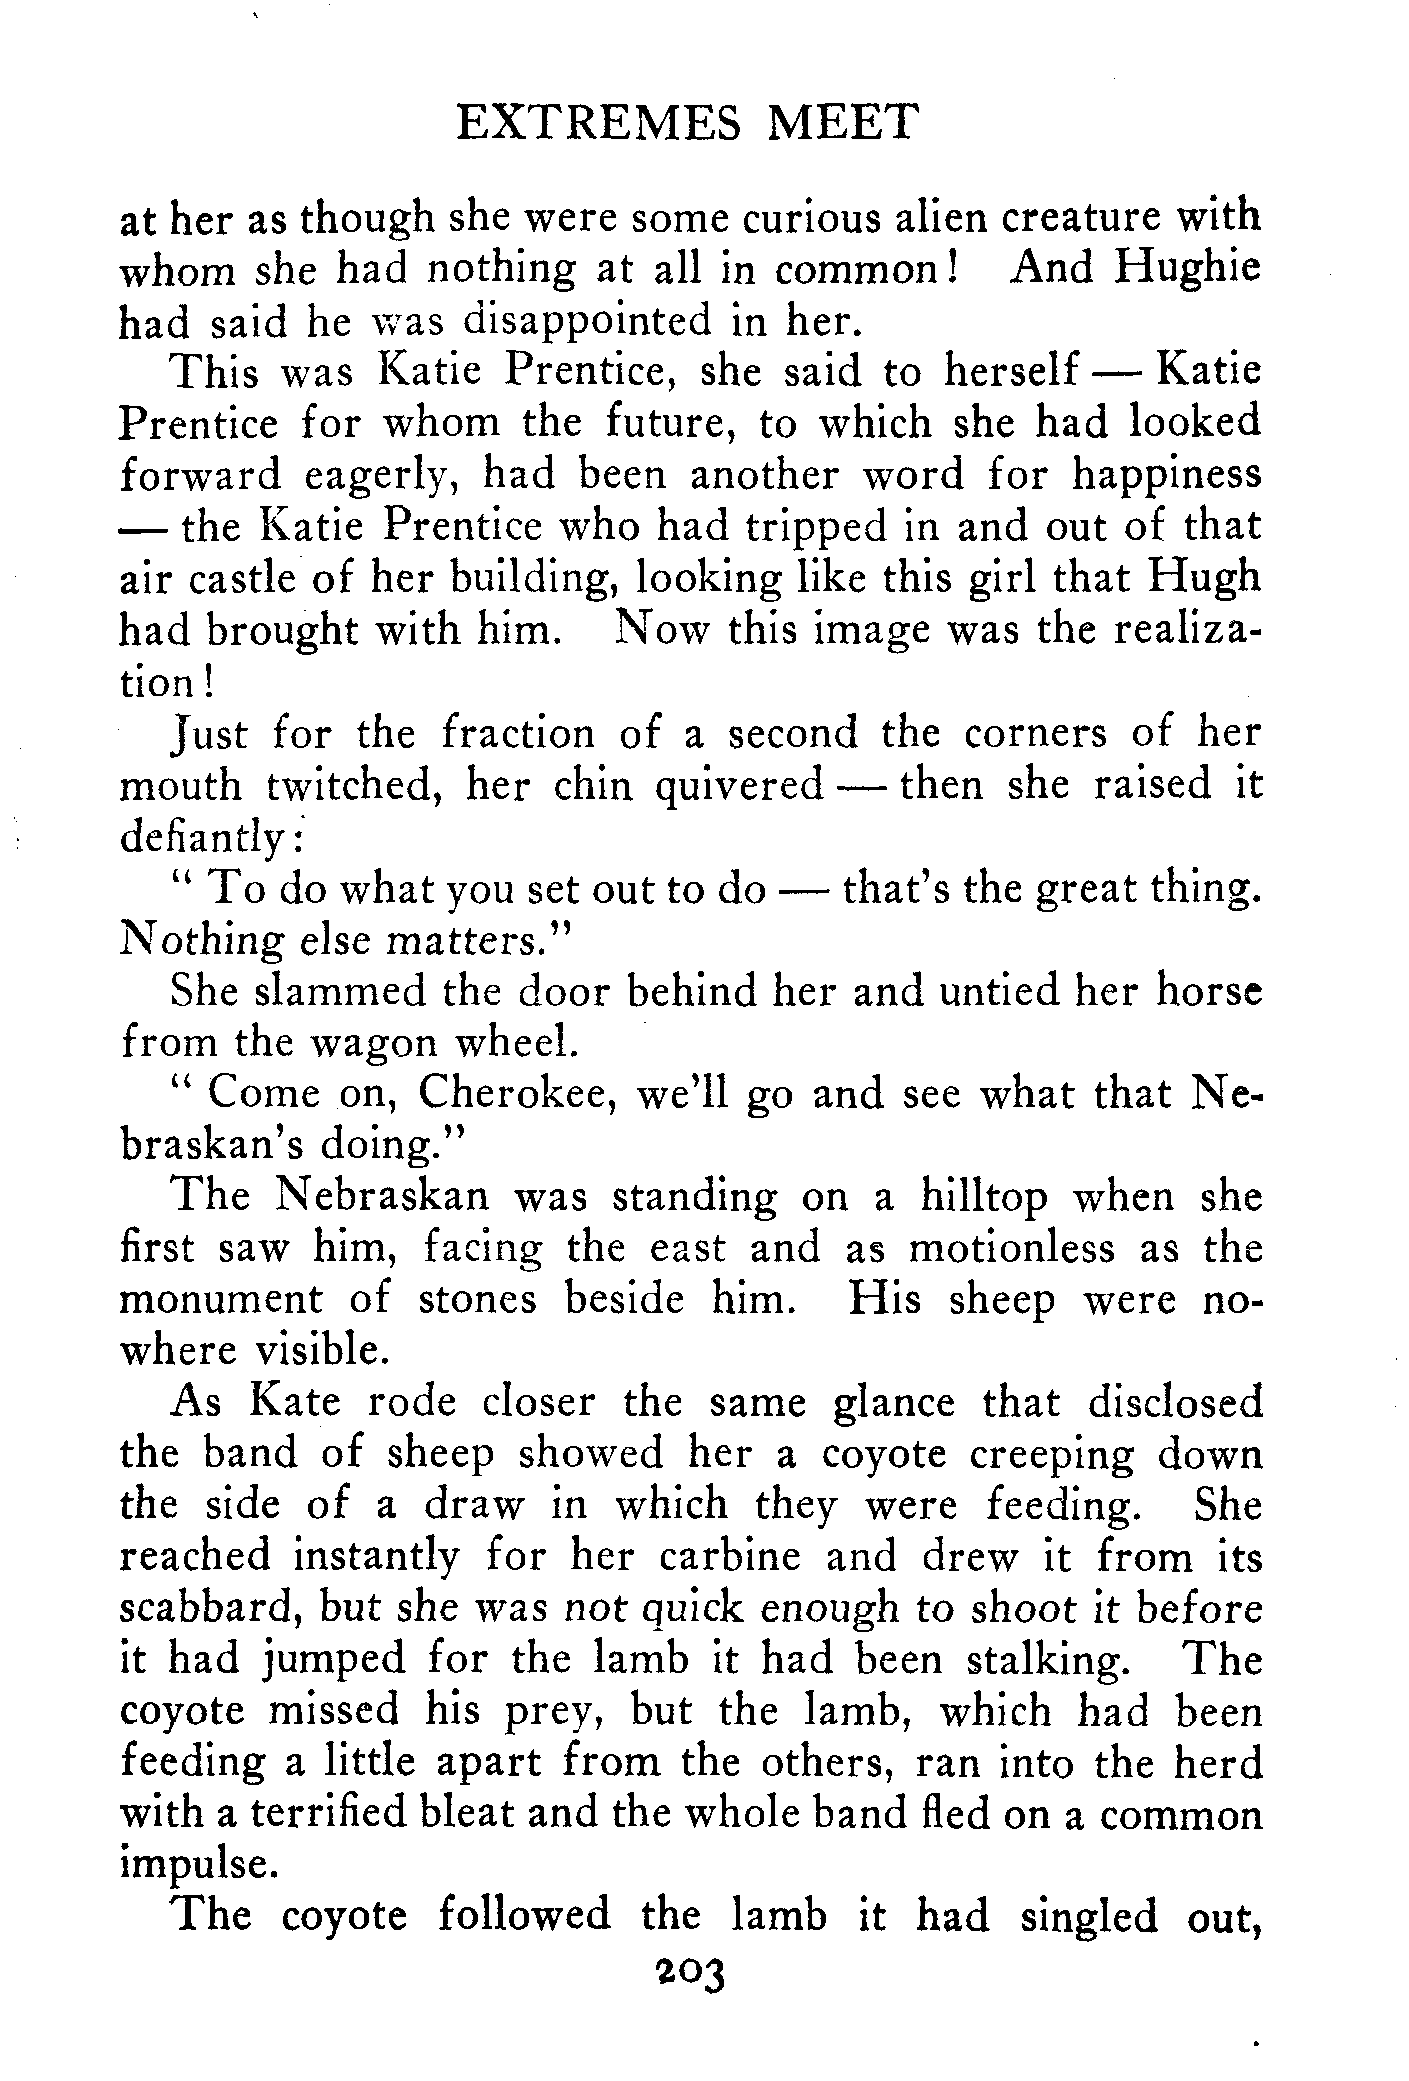 EXTREMES MEET
at her as though she were some curious alien creature with
whom she had nothing at all in common! And Hughie
had said he was disappointed in her.
This was Katie Prentice, she said to herself — Katie
Prentice for whom the future, to which she had looked
forward eagerly, had been another word for happiness
— the Katie Prentice who had tripped in and out of that
air castle of her building, looking like this girl that Hugh
had brought with him. Now this image was the realiza-
tion!
Just for the fraction of a second the corners of her
mouth twitched, her chin quivered — then she raised it
defiantly:
" To do what you set out to do — that's the great thing.
Nothing else matters."
She slammed the door behind her and untied her horse
from the wagon wheel.
" Come on, Cherokee, we'll go and see what that Ne-
braskan's doing."
The Nebraskan was standing on a hilltop when she
first saw him, facing the east and as motionless as the
monument of stones beside him. His sheep were no-
where visible.
As Kate rode closer the same glance that disclosed
the band of sheep showed her a coyote creeping down
the side of a draw in which they were feeding. She
reached instantly for her carbine and drew it from its
scabbard, but she was not quick enough to shoot it before
it had jumped for the lamb it had been stalking. The
coyote missed his prey, but the lamb, which had been
feeding a little apart from the others, ran into the herd
with a terrified bleat and the whole band fled on a common
impulse.
The coyote followed the lamb it had singled out,
203